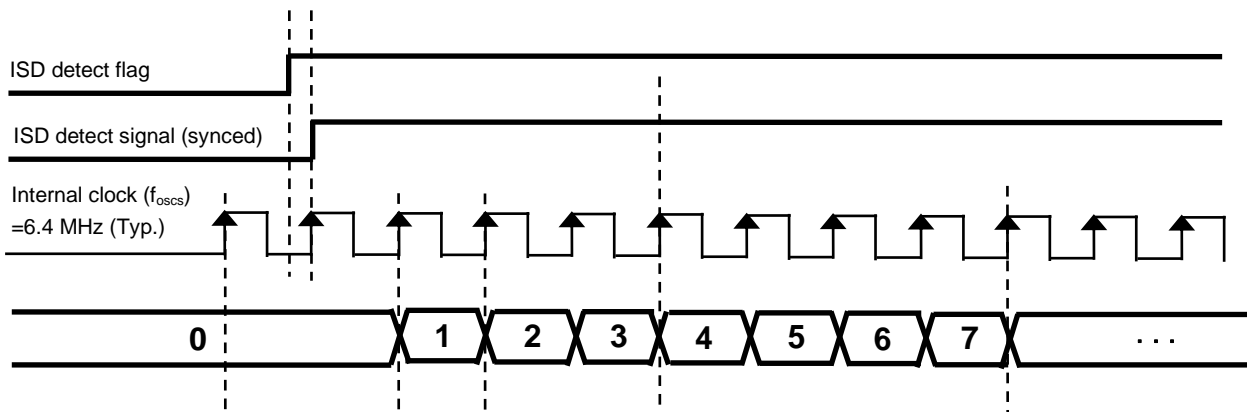 ISD detect flag
ISD detect signal (synced)
Internal clock (foscs)
=6.4 MHz (Typ.)
0 1 2 3 4 5 6 7 . . .